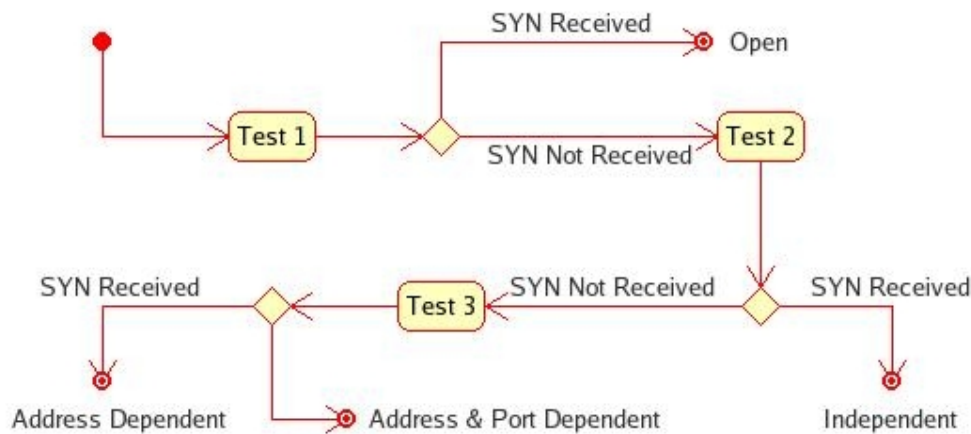 SYN Received
Open
Test 1
Test 2
SYN Not Received
SYN Received
SYN Not Received
SYN Received
Test 3
Address Dependent
Address & Port Dependent
Independent